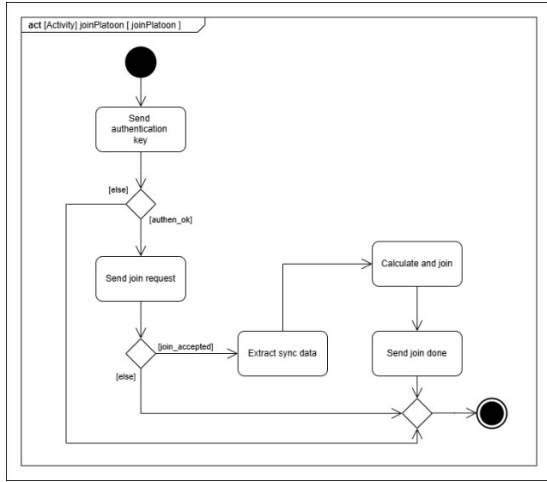 act [Activity] joinPlatoon [ joinPlatoon ]
Send
authentication
key
[else]
[authen_ok]
Send join request
Calculate and join
[join_accepted]
Extract sync data
Send join done
[else]